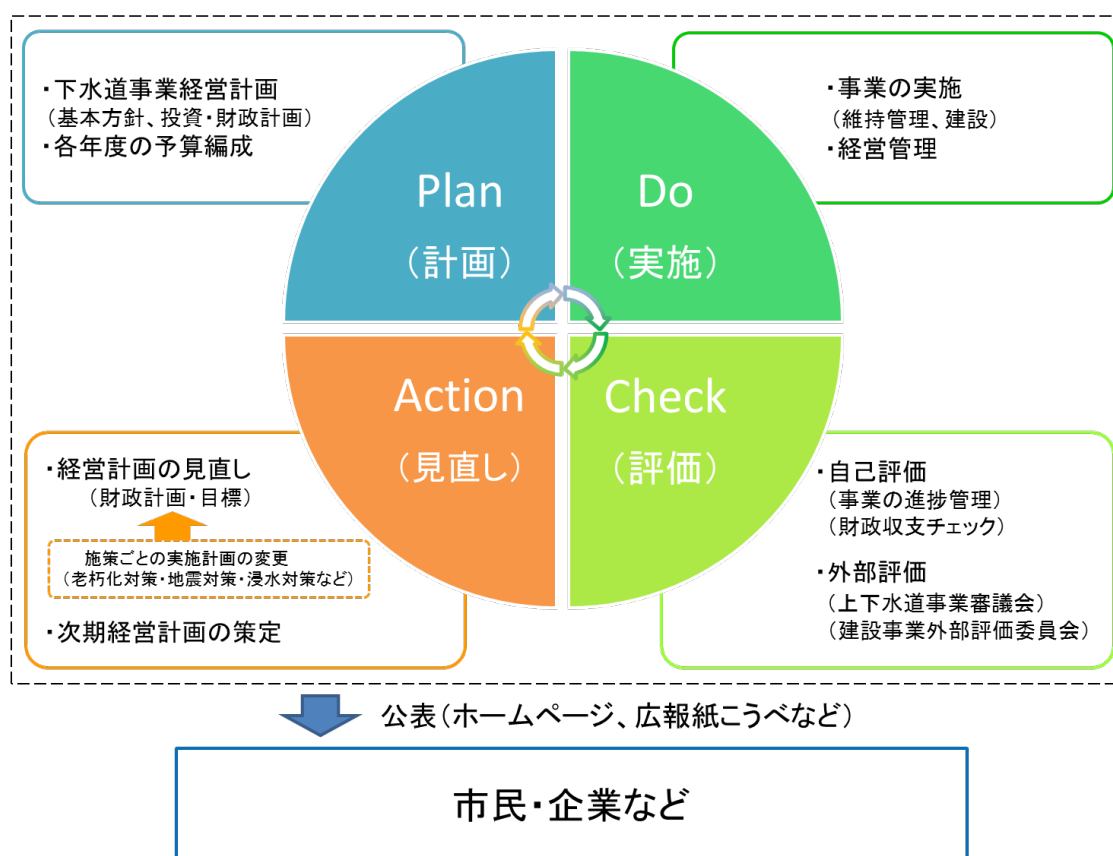 ・下水道事業経営計画
(基本方針、投資・財政計画)
・各年度の予算編成
Plan
(計画)
・事業の実施
(維持管理、建設)
・経営管理
Do
(実施)
Action
(見直し)
・経営計画の見直し
(財政計画・目標)
施策ごとの実施計画の変更
(老朽化対策・地震対策・浸水対策など)
・次期経営計画の策定
Check
(評価)
・自己評価
(事業の進捗管理)
(財政収支チェック)
・外部評価
(上下水道事業審議会)
(建設事業外部評価委員会)
公表(ホームページ、広報紙こうべなど)
市民・企業など